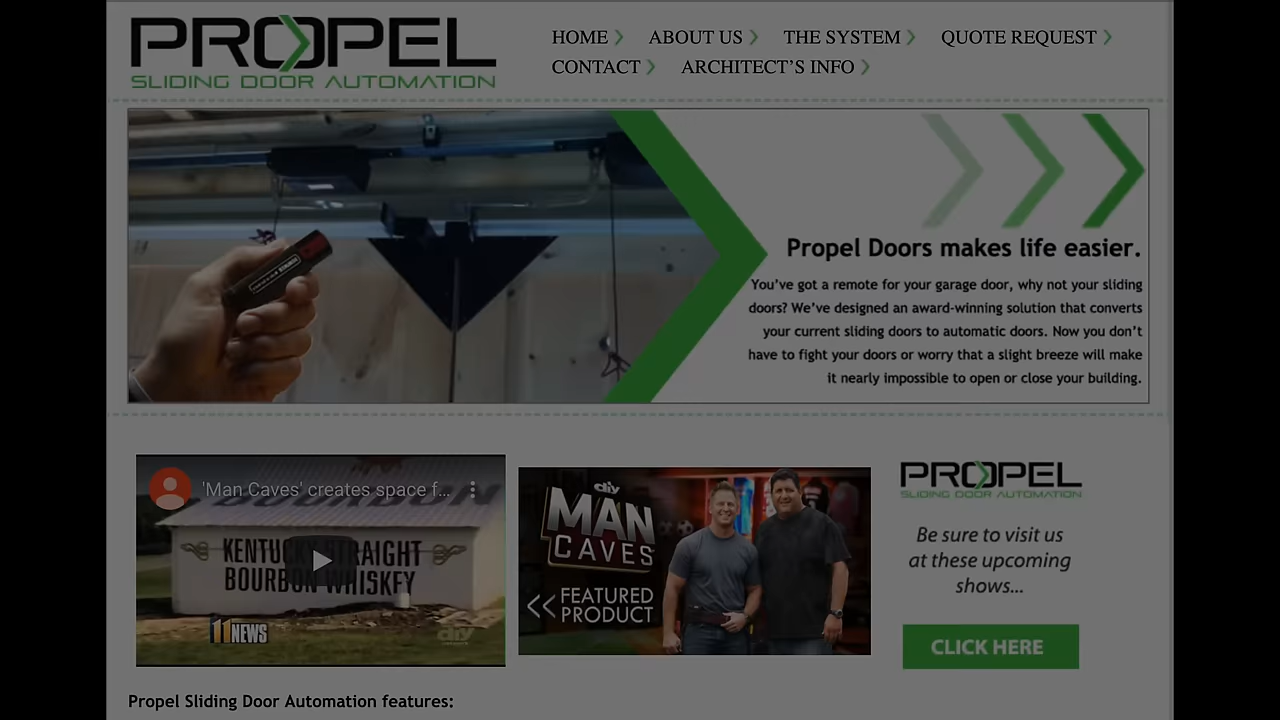 PROPEL
SLIDING DOOR AUTOMATION
HOME
ABOUT US
THE SYSTEM
QUOTE REQUEST
CONTACT
ARCHITECT'S INFO
Propel Doors makes life easier.
You've got a remote for your garage door, why not your sliding
doors? We've designed an award-winning solution that converts
your current sliding doors to automatic doors. Now you don't
have to fight your doors or worry that a slight breeze will make
it nearly impossible to open or close your building.
'Man Caves' creates space f...
KENTUCKY STRAIGHT
BOURBON WHISKEY
11 NEWS
diy
diy
MAN
CAVES
<< FEATURED
PRODUCT
PROPEL
SLIDING DOOR AUTOMATION
Be sure to visit us
at these upcoming
shows...
CLICK HERE
Propel Sliding Door Automation features: